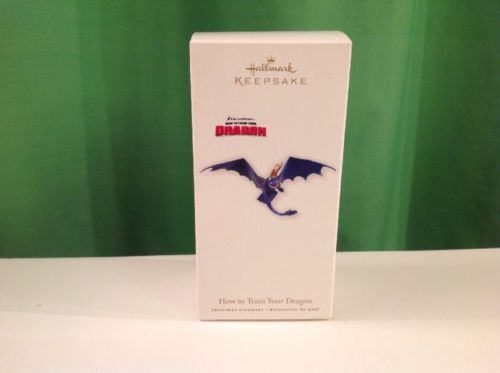 Hallmark
KEEPSAKE
DREAMWORKS
HOW TO TRAIN YOUR
DRAGON
How to Train Your Dragon
christmas ornament • décoration de noël